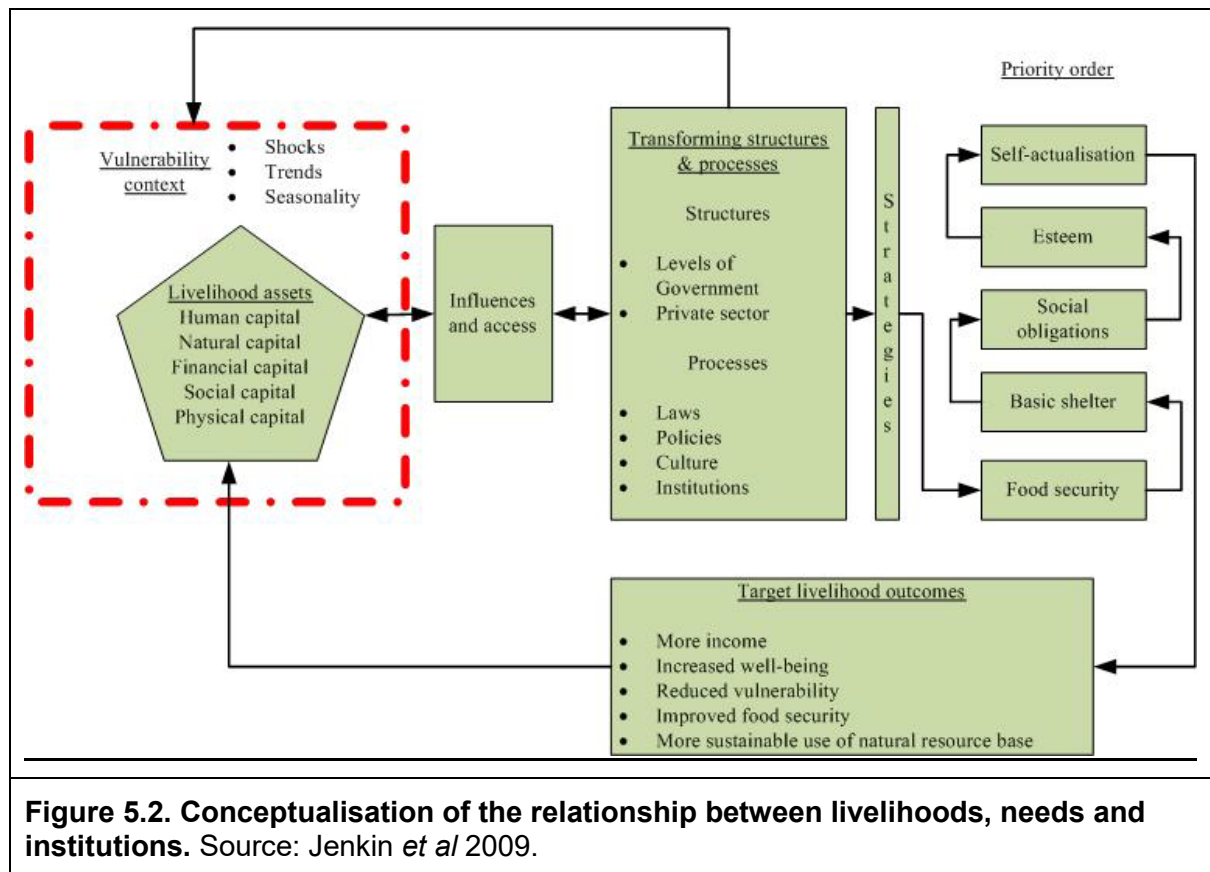 Priority order
Vulnerability
context
• Shocks
• Trends
• Seasonality
Livelihood assets
Human capital
Natural capital
Financial capital
Social capital
Physical capital
Influences
and access
Transforming structures
& processes
Structures
• Levels of
Government
• Private sector
Processes
• Laws
• Policies
• Culture
• Institutions
Strategies
Self-actualisation
Esteem
Social
obligations
Basic shelter
Food security
Target livelihood outcomes
• More income
• Increased well-being
• Reduced vulnerability
• Improved food security
• More sustainable use of natural resource base
Figure 5.2. Conceptualisation of the relationship between livelihoods, needs and
institutions. Source: Jenkin et al 2009.